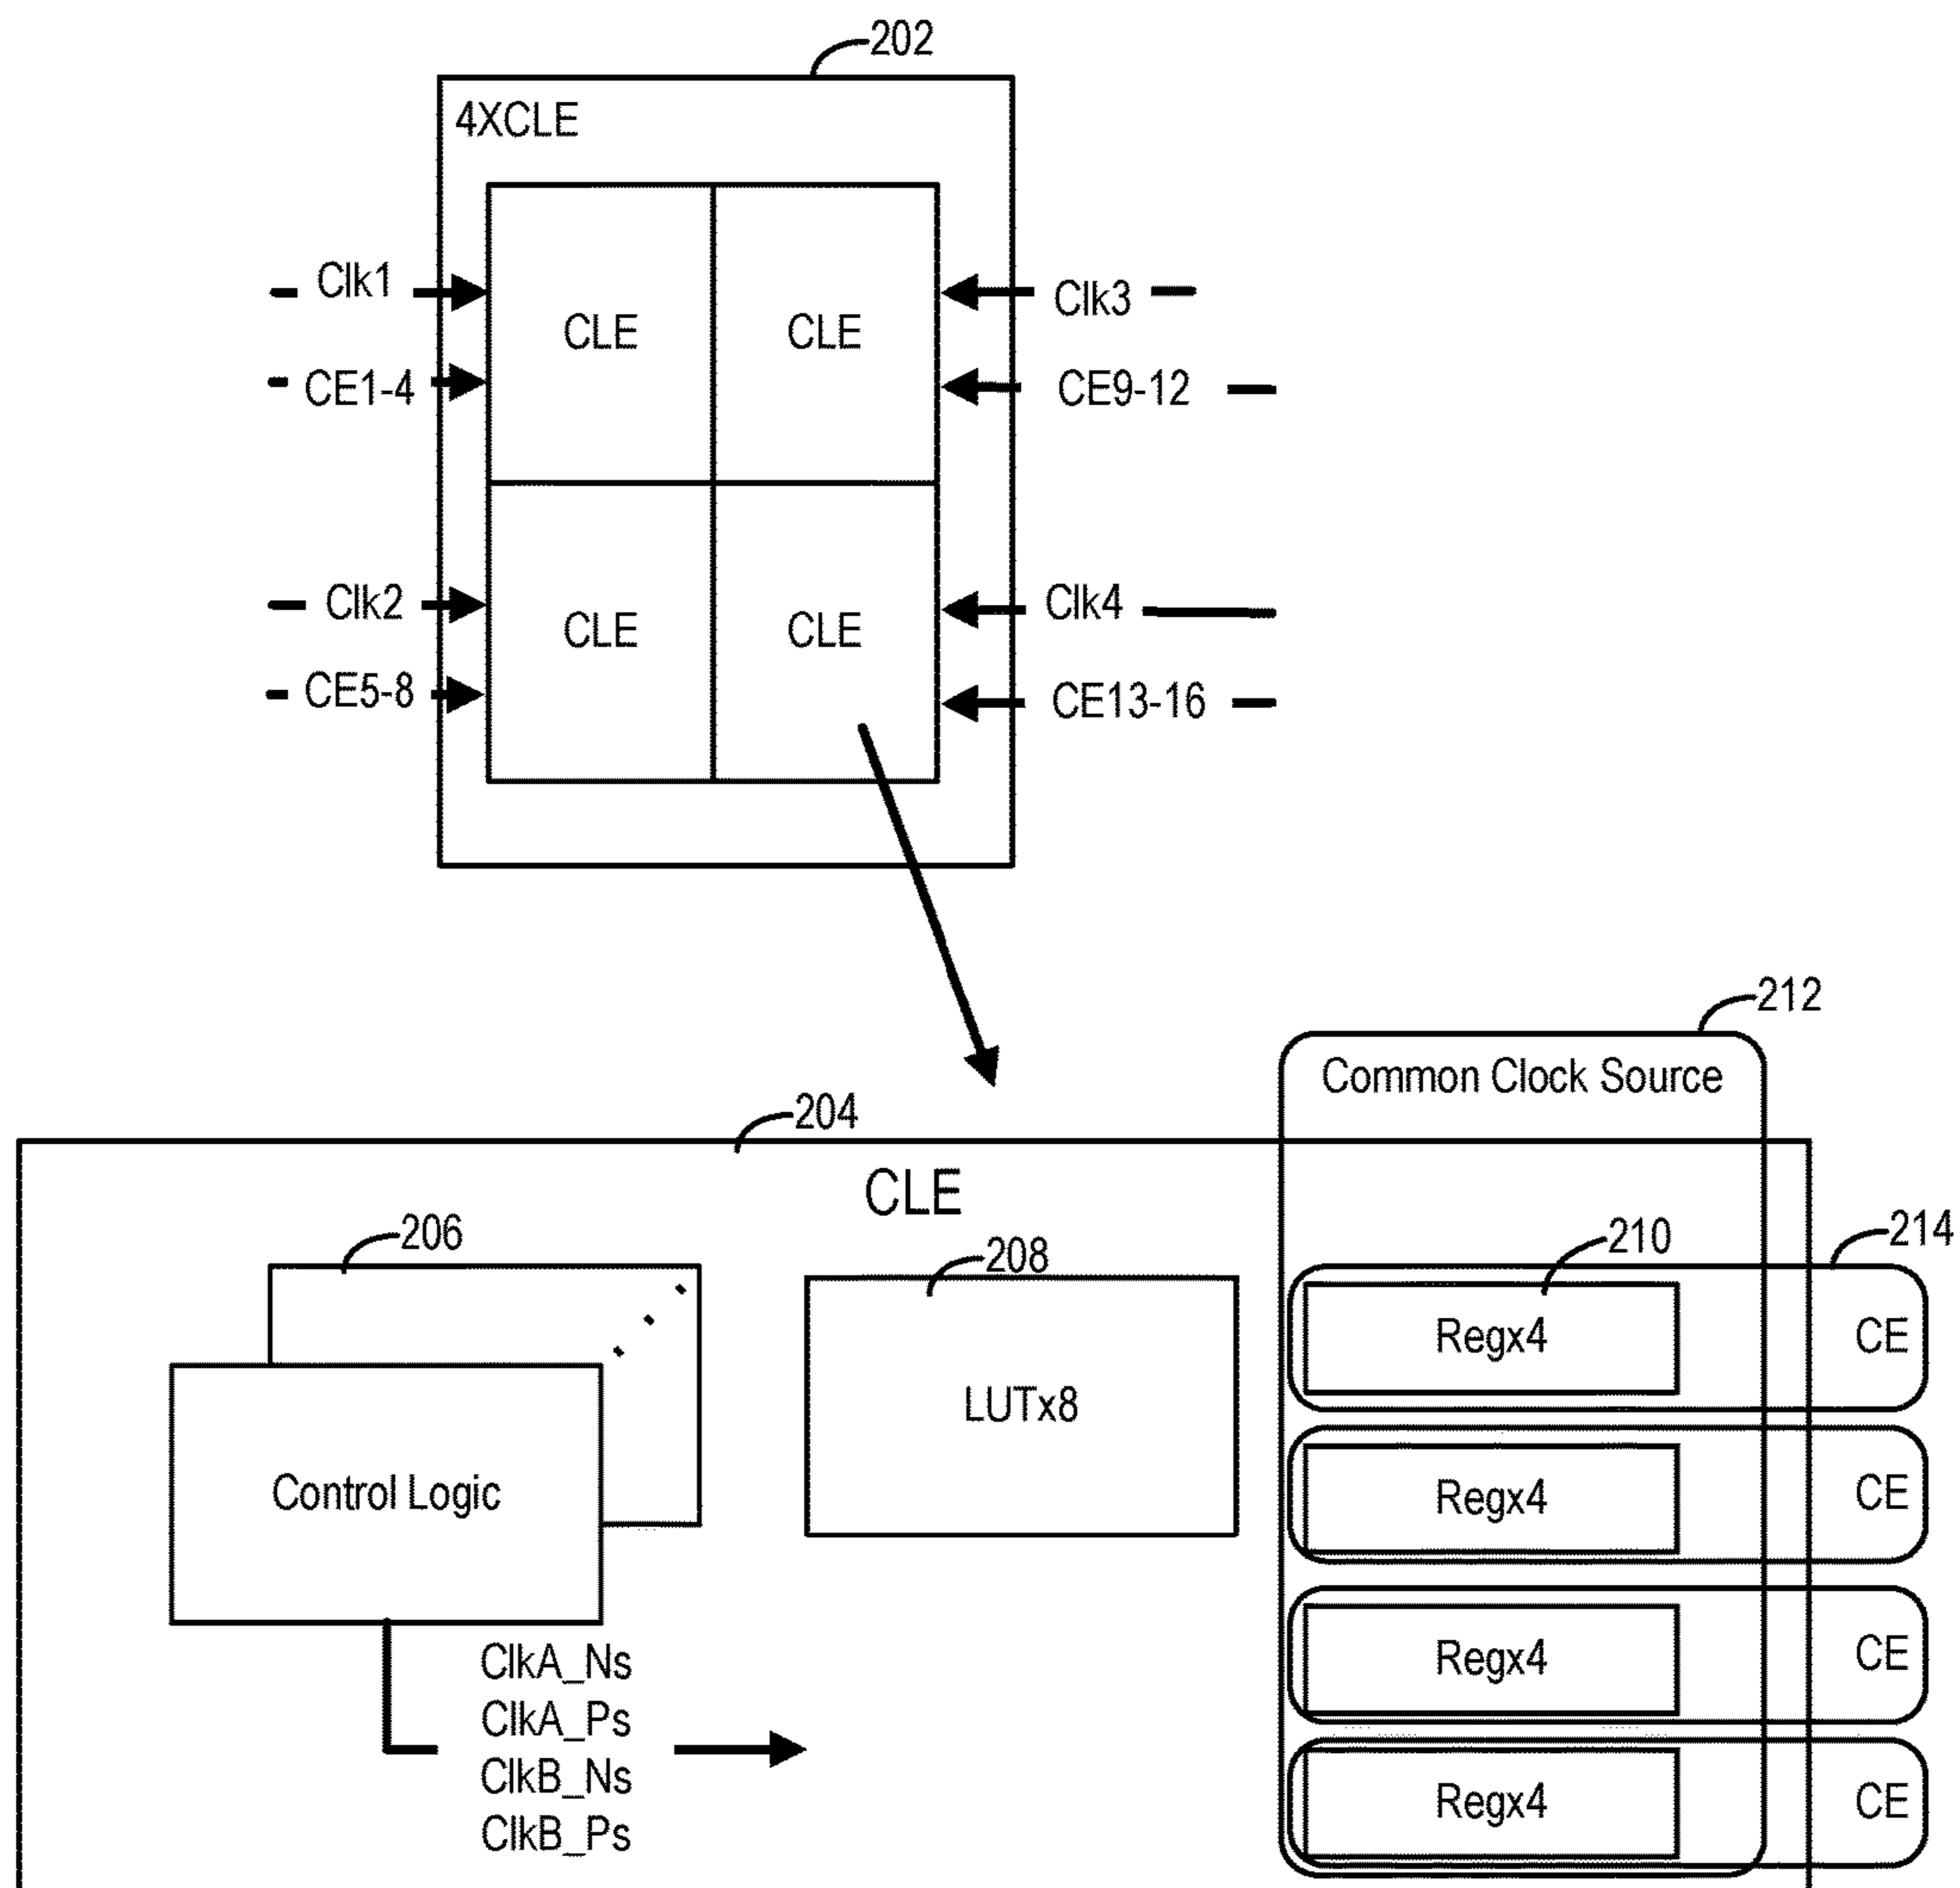 202
4XCLE
Clk1
CLE
CLE
Clk3
CE1-4
CE9-12
Clk2
CLE
CLE
Clk4
CE5-8
CE13-16
212
Common Clock Source
204
CLE
206
208
210
214
Regx4
CE
LUTx8
Control Logic
Regx4
CE
ClkA_Ns
ClkA_Ps
ClkB_Ns
ClkB_Ps
Regx4
CE
Regx4
CE